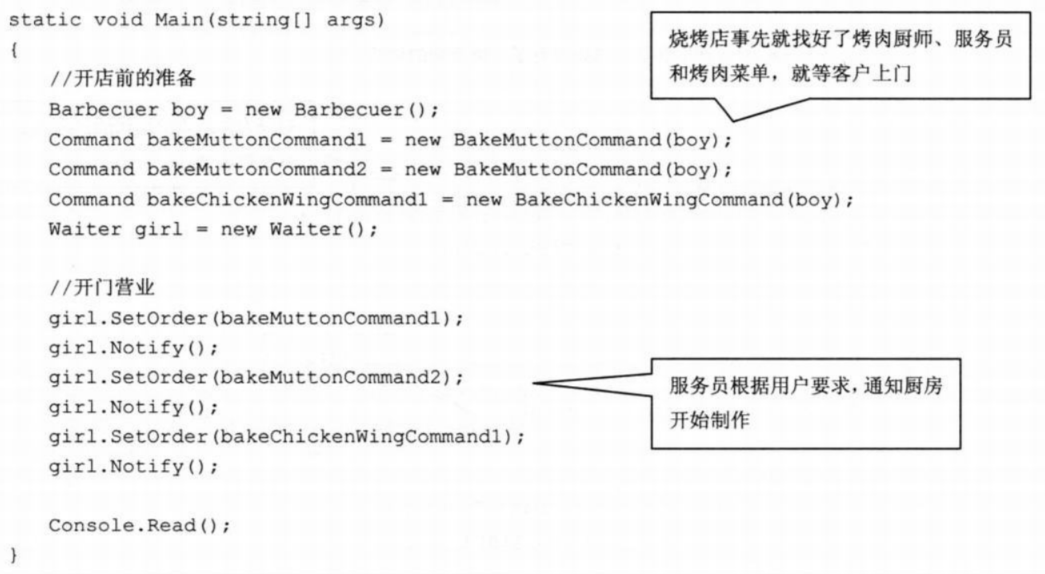 static void Main(string[] args)
{
烧烤店事先就找好了烤肉厨师、服务员
和烤肉菜单，就等客户上门
//开店前的准备
Barbecuer boy = new Barbecuer();
Command bakeMuttonCommand1 = new BakeMuttonCommand(boy);
Command bakeMuttonCommand2 = new BakeMuttonCommand(boy);
Command bakeChickenWingCommand1 = new BakeChickenWingCommand(boy);
Waiter girl = new Waiter();
//开门营业
girl.SetOrder(bakeMuttonCommand1);
girl.Notify();
girl.SetOrder(bakeMuttonCommand2);
girl.Notify();
girl.SetOrder(bakeChickenWingCommand1);
girl.Notify();
服务员根据用户要求，通知厨房
开始制作
Console.Read();
}